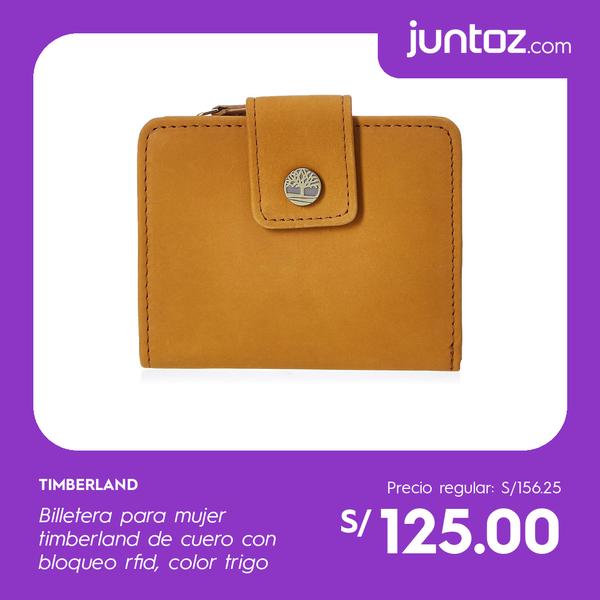 juntoz.com
TIMBERLAND
Billetera para mujer
timberland de cuero con
bloqueo rfid, color trigo
Precio regular: S/156.25
S/125.00